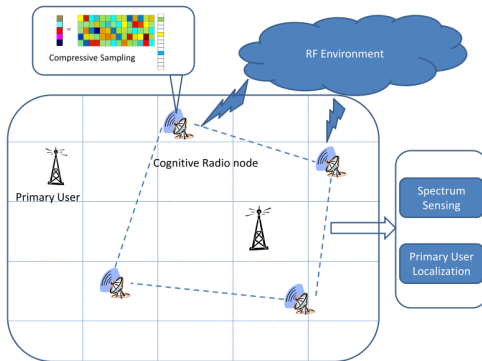 =
Compressive Sampling
RF Environment
Cognitive Radio node
Primary User
Spectrum
Sensing
Primary User
Localization